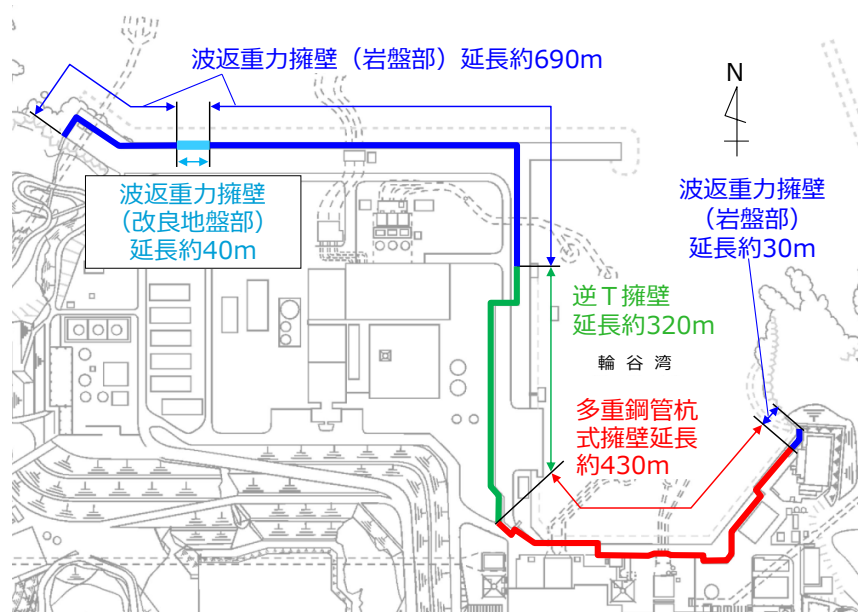 波返重力擁壁（岩盤部）延長約690m
N
波返重力擁壁
（改良地盤部）
延長約40m
波返重力擁壁
（岩盤部）
延長約30m
逆Ｔ擁壁
延長約320m
輪谷湾
多重鋼管杭
式擁壁延長
約430m